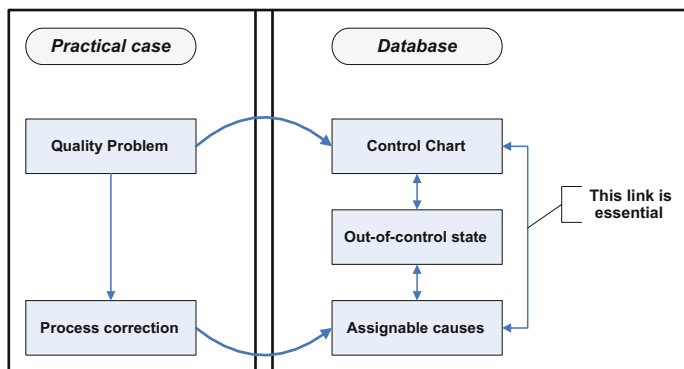 Practical case
Database
Quality Problem
Control Chart
This link is
essential
Out-of-control state
Process correction
Assignable causes